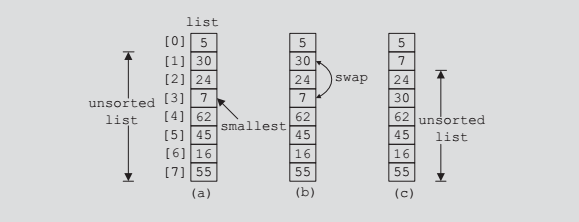 list
[0] 5 5 5
[1] 30 30 7
[2] 24 24 swap 24
[3] 7 7 30
unsorted list
smallest
[4] 62 62 62
unsorted list
[5] 45 45 45
[6] 16 16 16
[7] 55 55 55
(a) (b) (c)